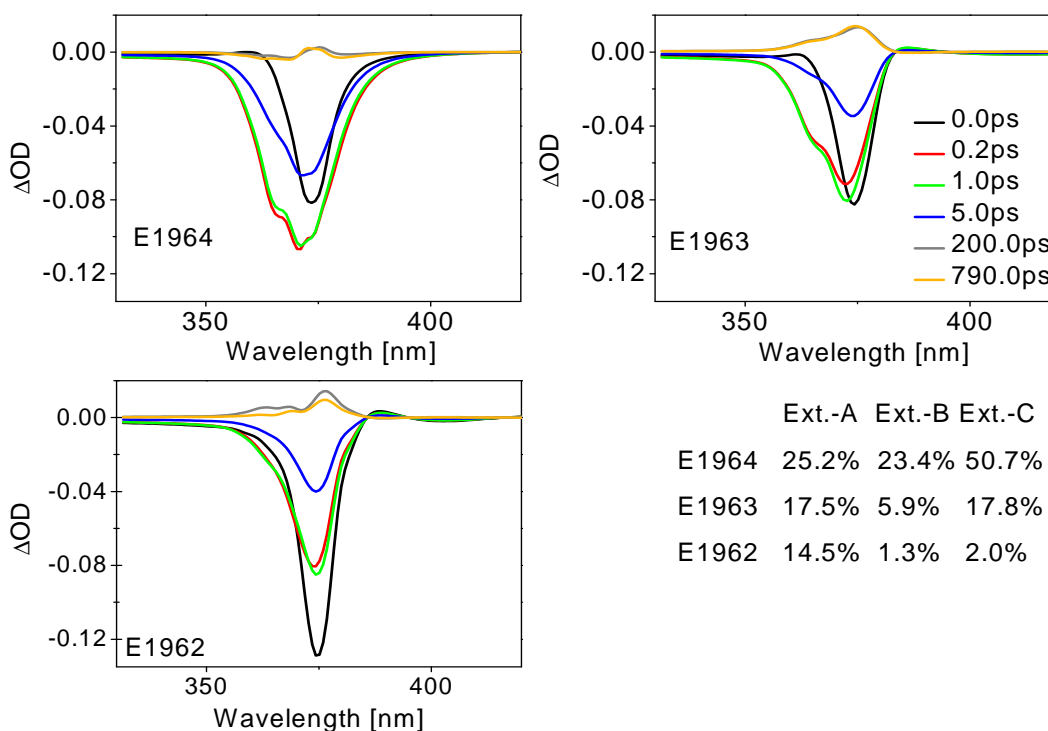 0.00
-0.04
-0.08
-0.12
ΔOD
E1964
350
400
Wavelength [nm]
0.00
-0.04
-0.08
-0.12
ΔOD
E1963
0.0ps
0.2ps
1.0ps
5.0ps
200.0ps
790.0ps
350
400
Wavelength [nm]
0.00
-0.04
-0.08
-0.12
ΔOD
E1962
350
400
Wavelength [nm]
Ext.-A Ext.-B Ext.-C
E1964 25.2% 23.4% 50.7%
E1963 17.5% 5.9% 17.8%
E1962 14.5% 1.3% 2.0%